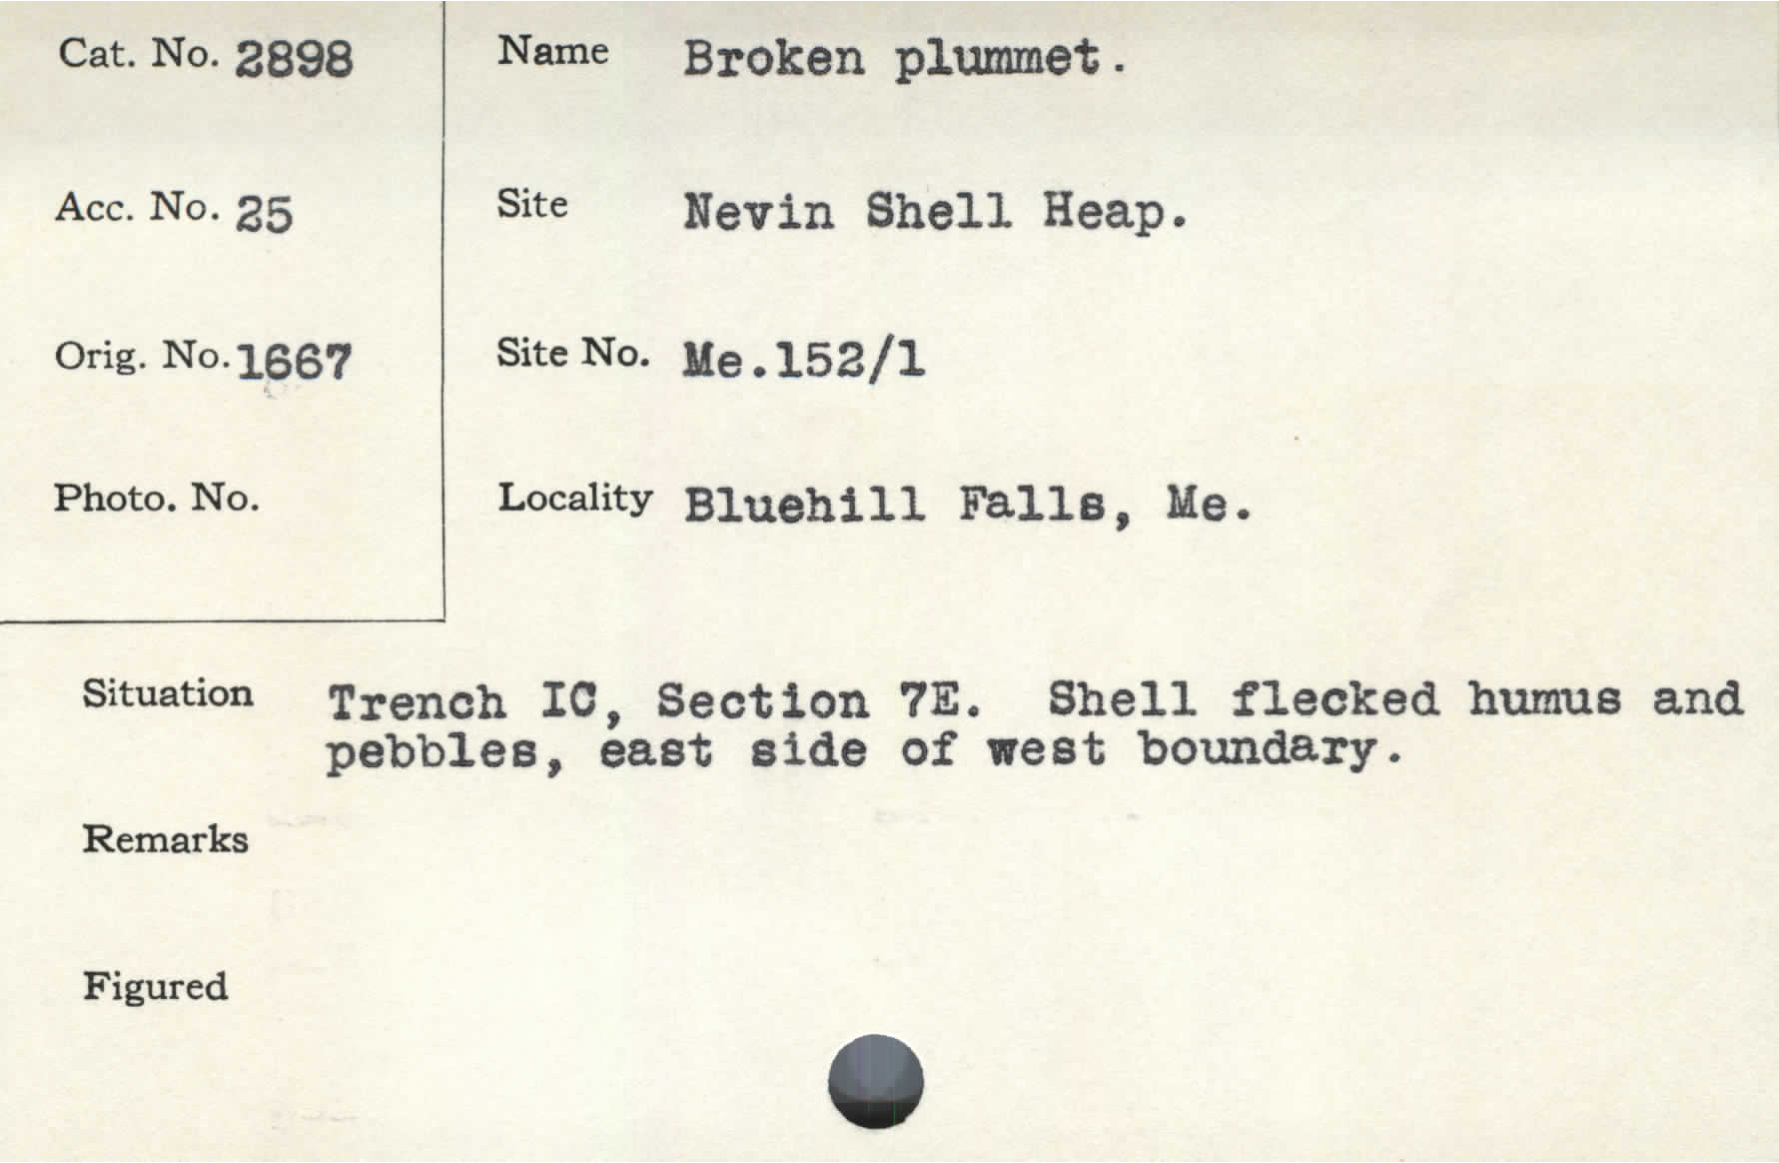 Cat. No. 2898
Name Broken plummet.
Acc. No. 25
Site Nevin Shell Heap.
Orig. No. 1667
Site No. Me.152/1
Photo. No.
Locality Bluehill Falls, Me.
Situation Trench IC, Section 7E. Shell flecked humus and
pebbles, east side of west boundary.
Remarks
Figured